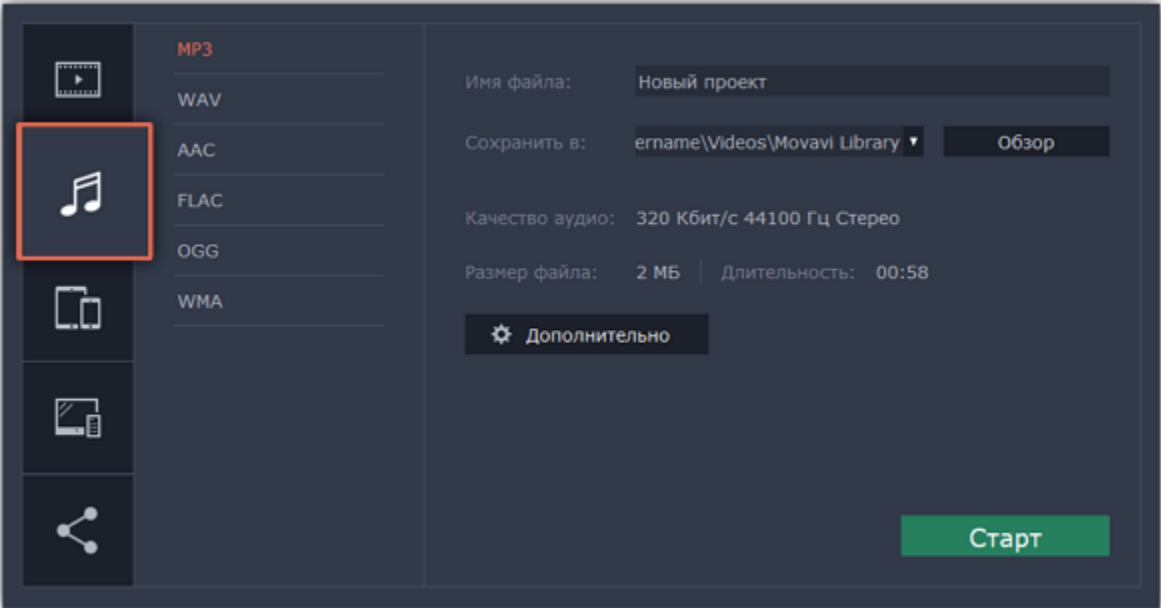 MP3
WAV
AAC
FLAC
OGG
WMA
Имя файла: Новый проект
Сохранить в: ername\Videos\Movavi Library Обзор
Качество аудио: 320 Кбит/с 44100 Гц Стерео
Размер файла: 2 МБ Длительность: 00:58
Дополнительно
Старт